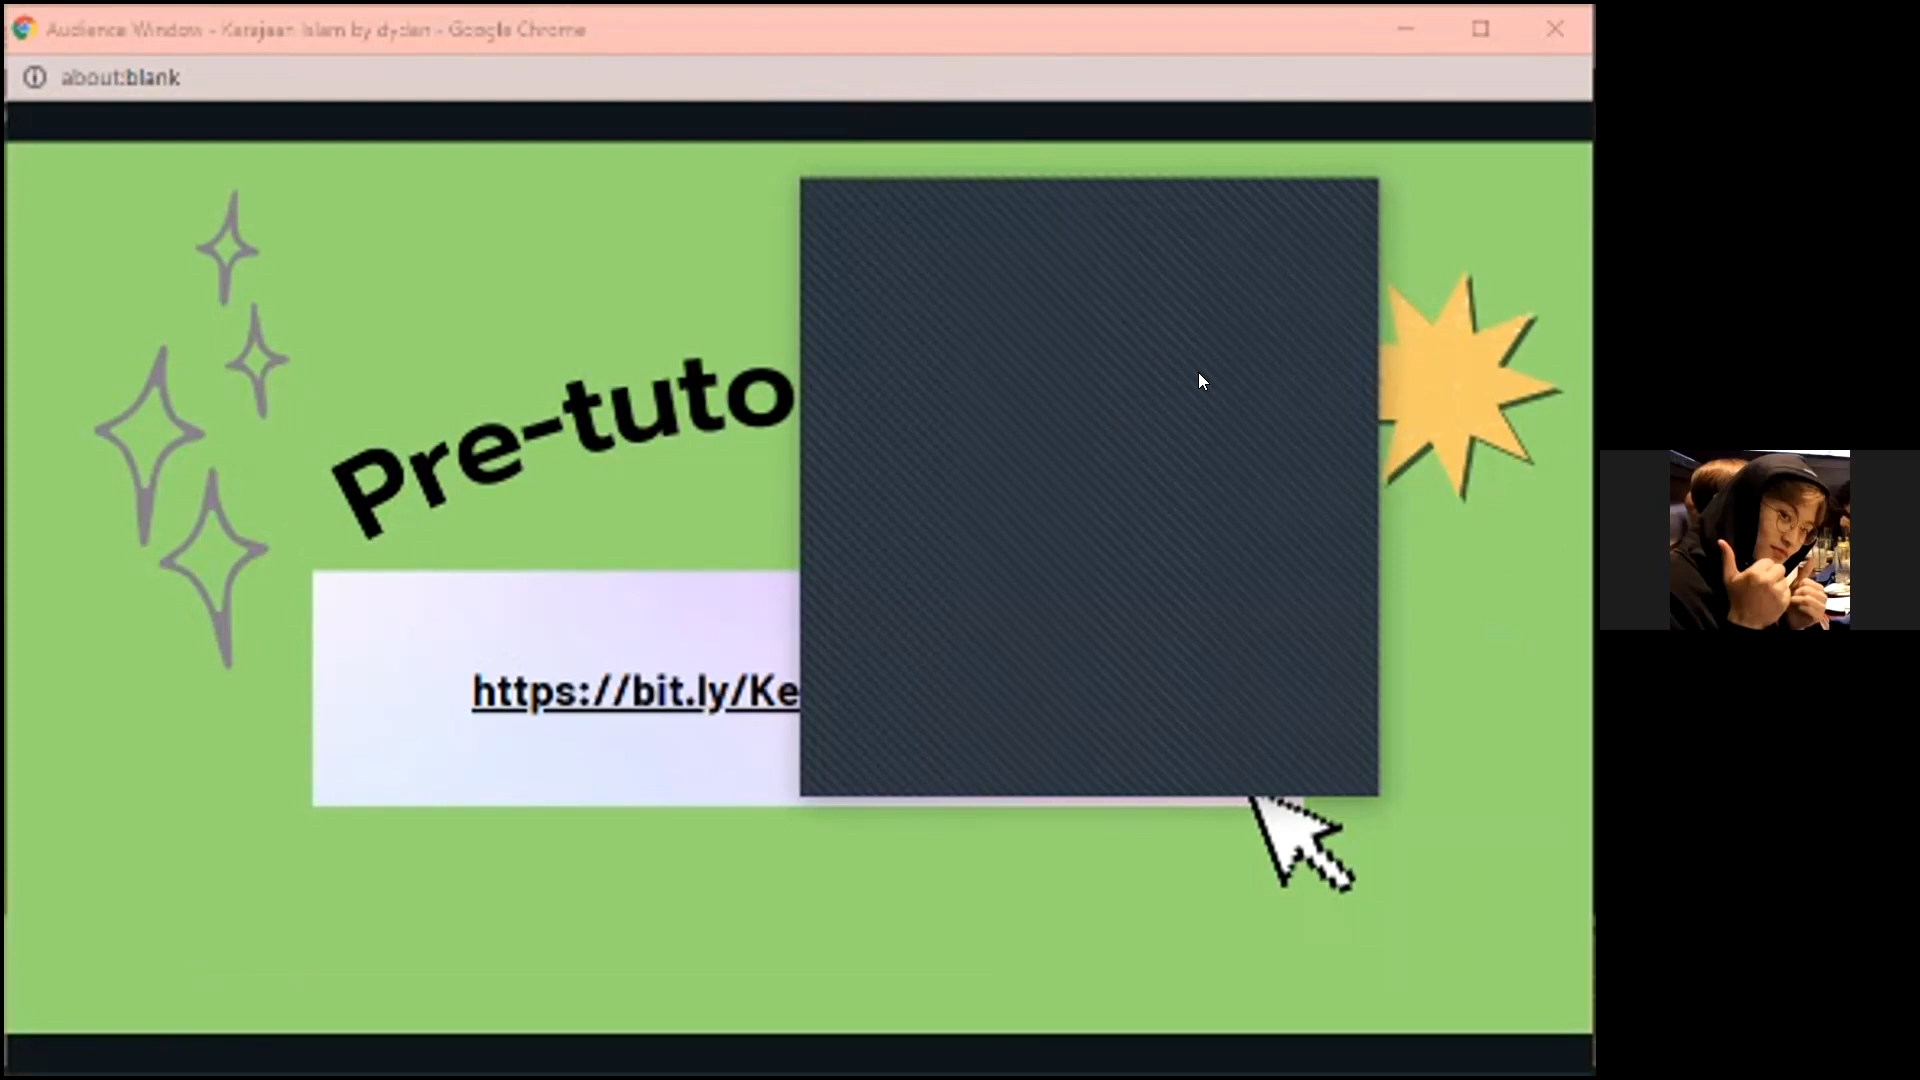 Audience Window - Kerajaan Islam by dydan - Google Chrome
about:blank
Pre-tuto
https://bit.ly/Ke